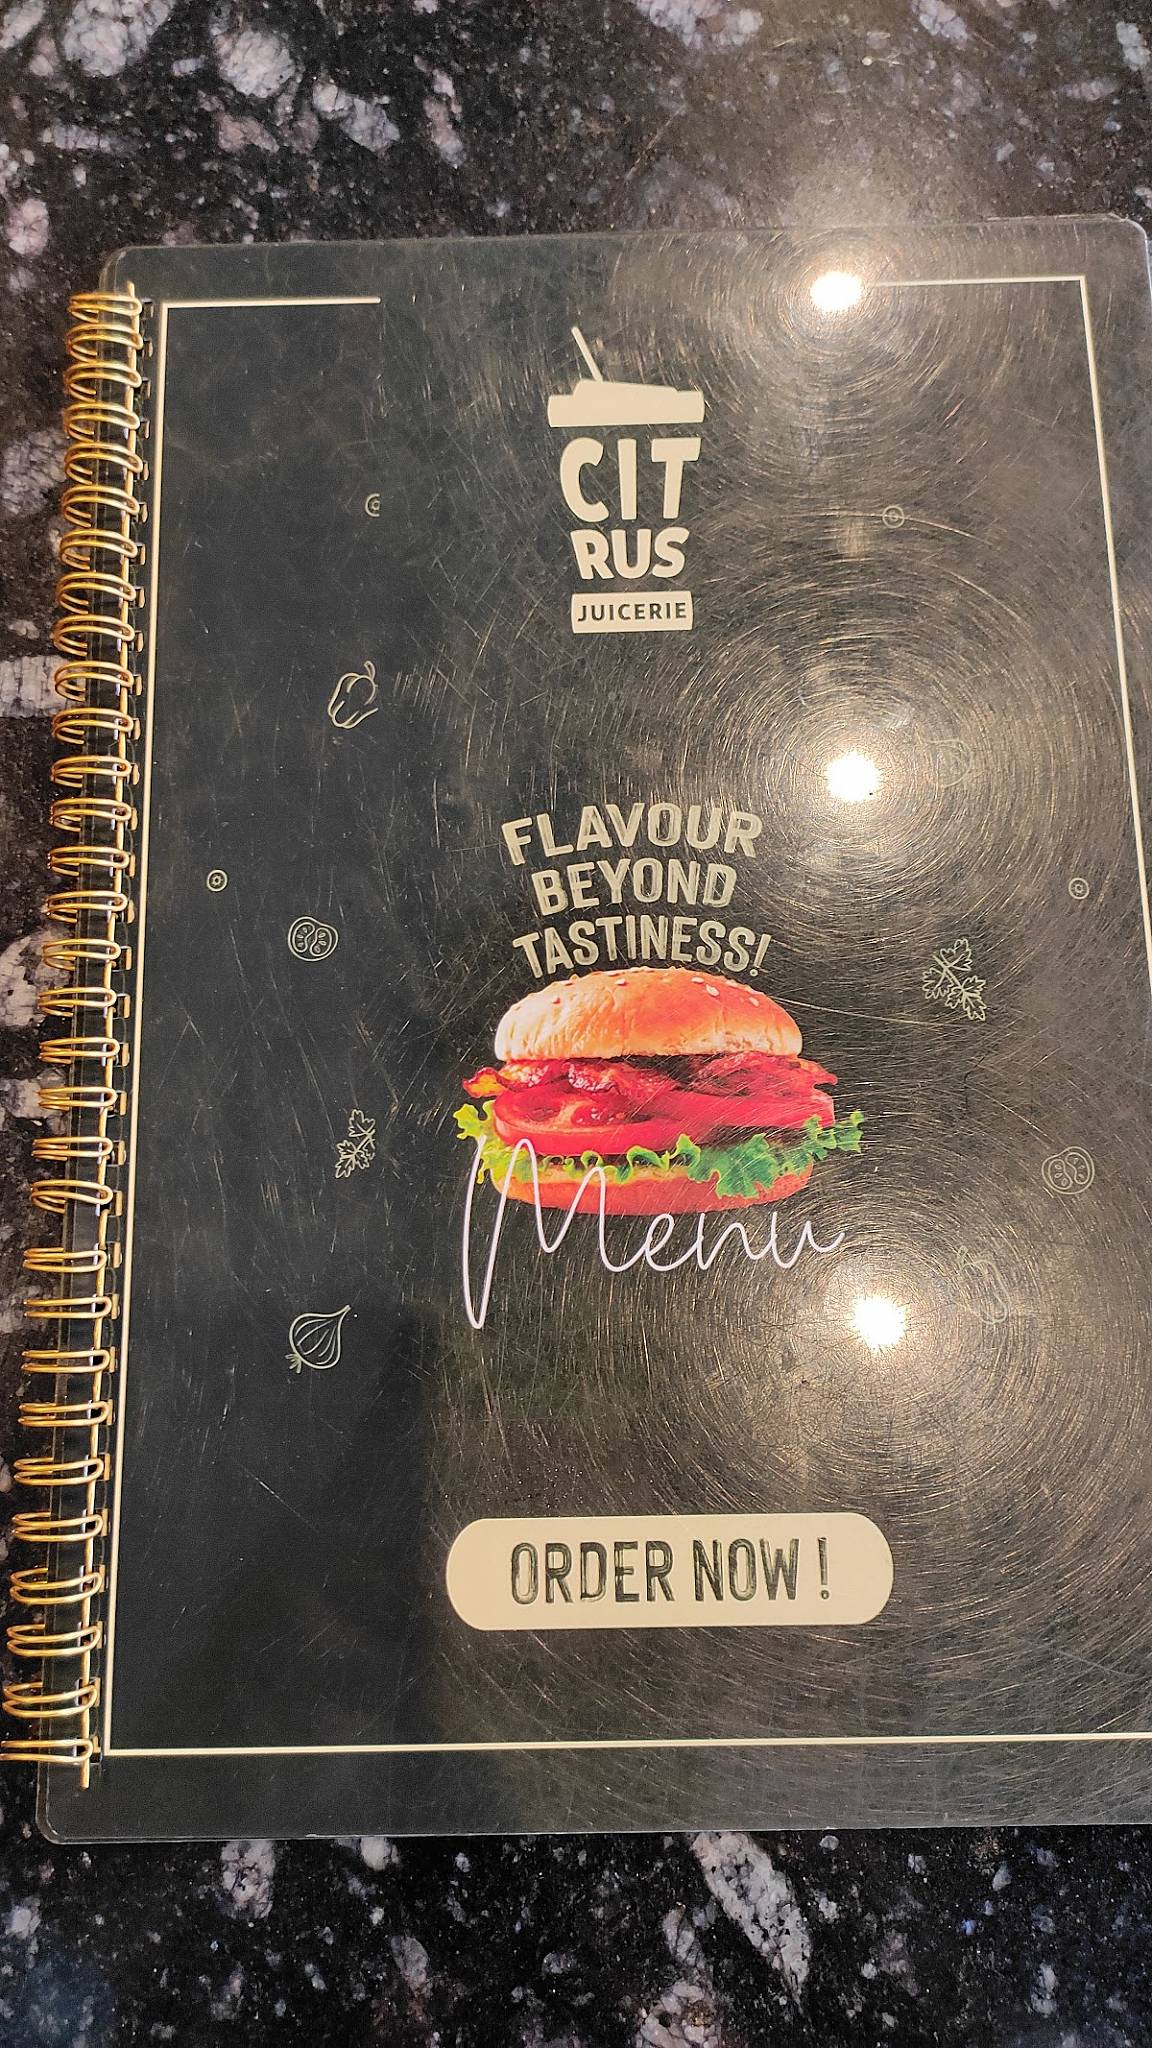 CIT
RUS
JUICERIE
FLAVOUR
BEYOND
TASTINESS!
Menu
ORDER NOW!